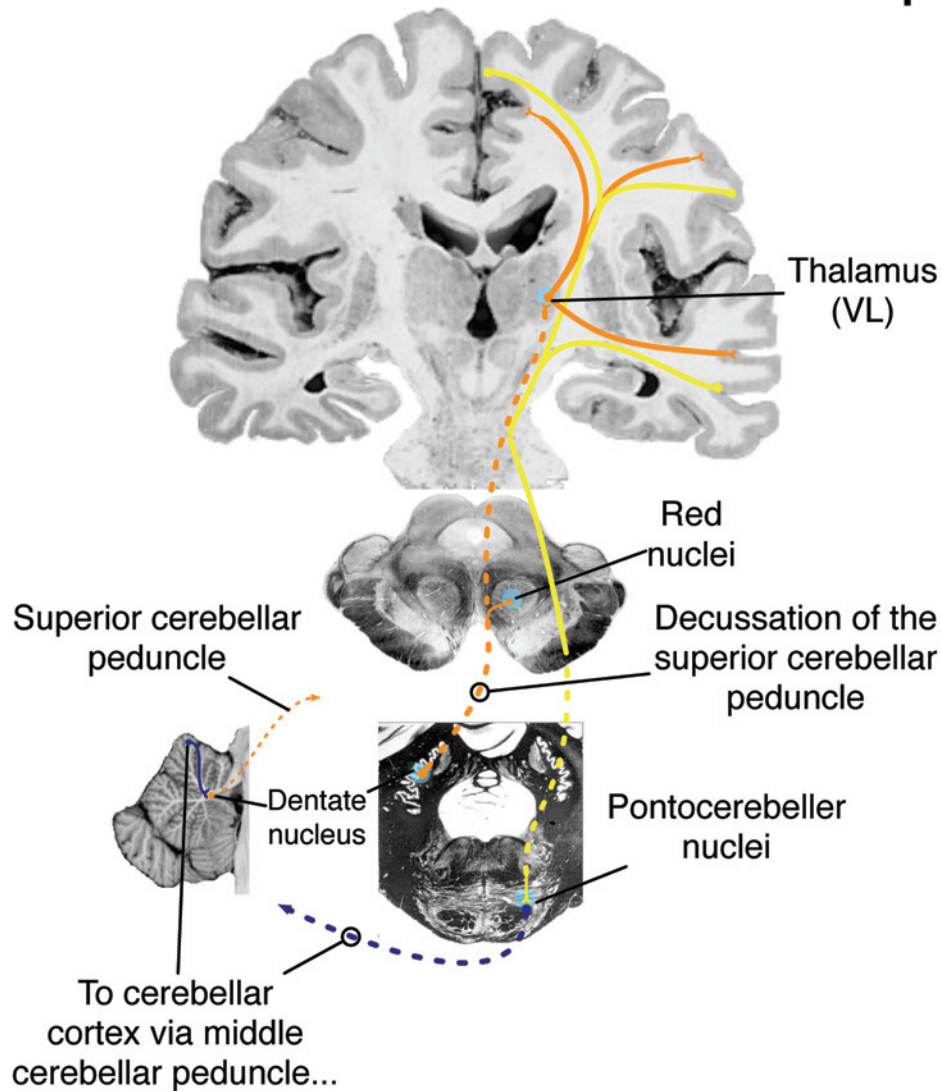 Thalamus
(VL)
Red
nuclei
Superior cerebellar
peduncle
Decussation of the
superior cerebellar
peduncle
Dentate
nucleus
Pontocerebeller
nuclei
To cerebellar
cortex via middle
cerebellar peduncle...